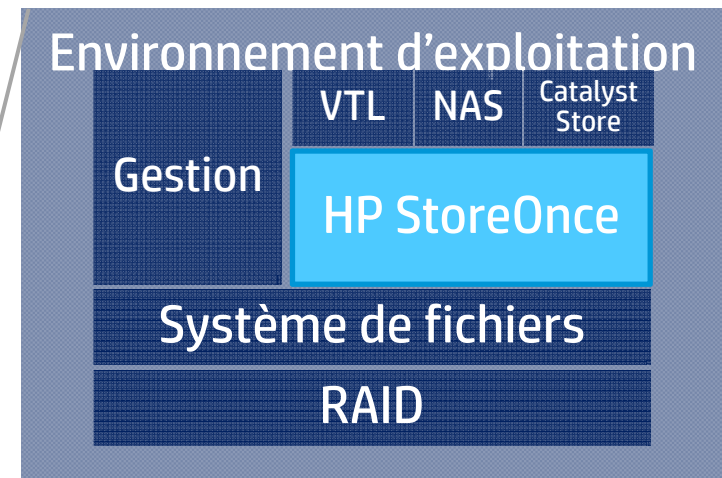 Environnement d’exploitation
VTL
NAS
Catalyst
Store
Gestion
HP StoreOnce
Système de fichiers
RAID